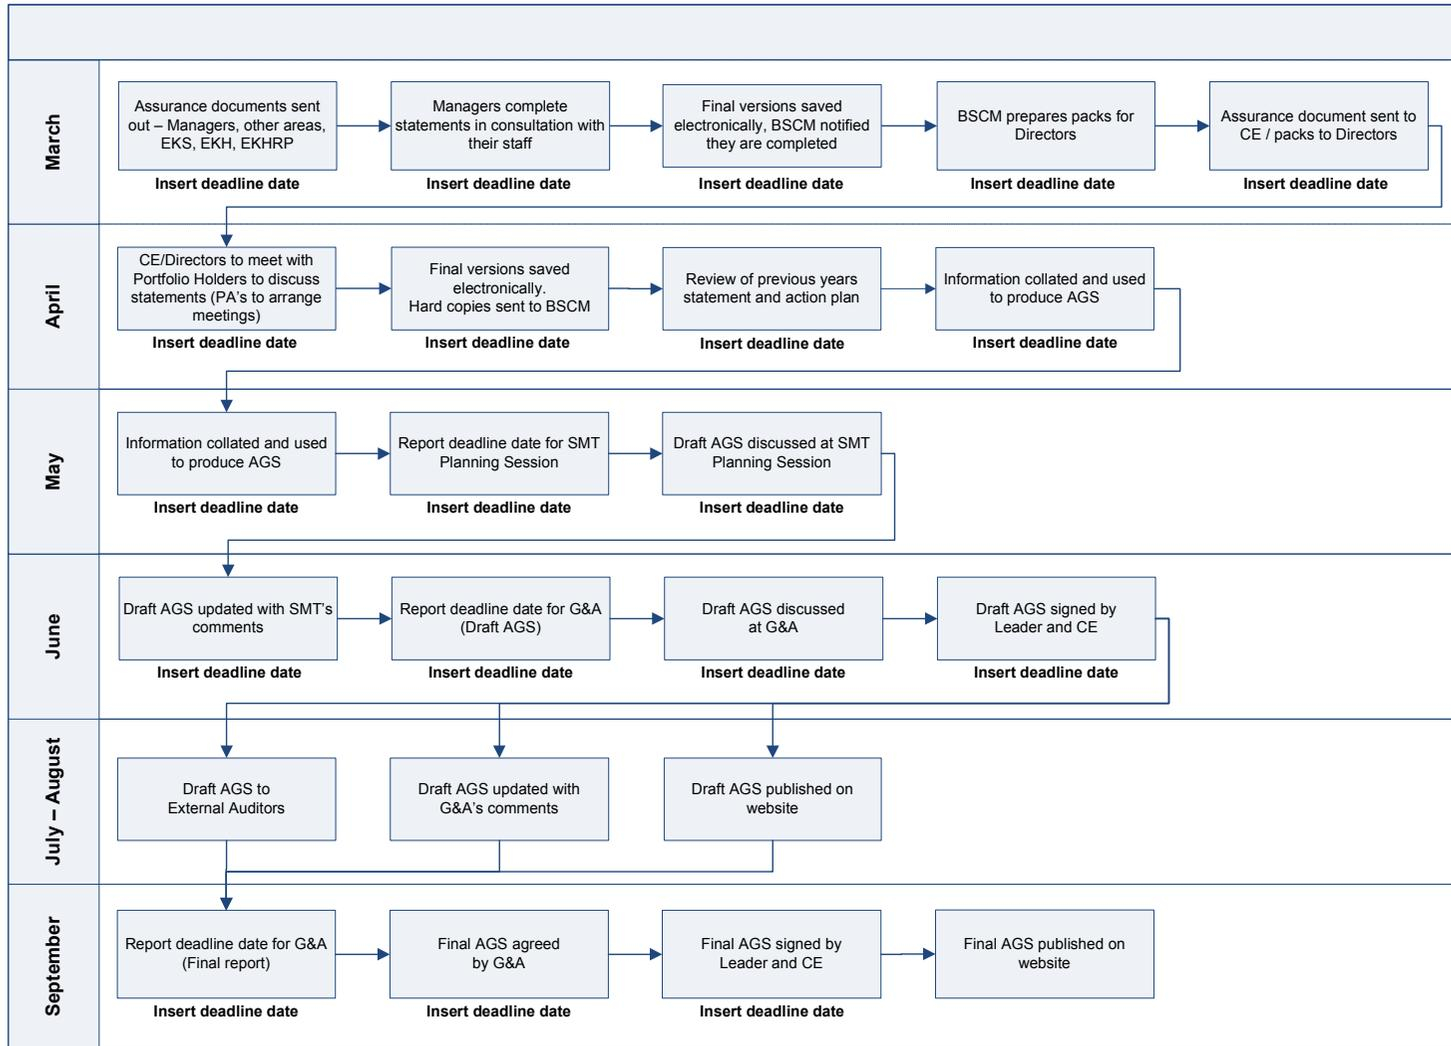 March
Assurance documents sent
out – Managers, other areas,
EKS, EKH, EKHRP
Insert deadline date
Managers complete
statements in consultation with
their staff
Insert deadline date
Final versions saved
electronically, BSCM notified
they are completed
Insert deadline date
BSCM prepares packs for
Directors
Insert deadline date
Assurance document sent to
CE / packs to Directors
Insert deadline date
April
CE/Directors to meet with
Portfolio Holders to discuss
statements (PA's to arrange
meetings)
Insert deadline date
Final versions saved
electronically.
Hard copies sent to BSCM
Insert deadline date
Review of previous years
statement and action plan
Insert deadline date
Information collated and used
to produce AGS
Insert deadline date
May
Information collated and used
to produce AGS
Insert deadline date
Report deadline date for SMT
Planning Session
Insert deadline date
Draft AGS discussed at SMT
Planning Session
Insert deadline date
June
Draft AGS updated with SMT's
comments
Insert deadline date
Report deadline date for G&A
(Draft AGS)
Insert deadline date
Draft AGS discussed
at G&A
Insert deadline date
Draft AGS signed by
Leader and CE
Insert deadline date
July – August
Draft AGS to
External Auditors
Draft AGS updated with
G&A's comments
Draft AGS published on
website
September
Report deadline date for G&A
(Final report)
Insert deadline date
Final AGS agreed
by G&A
Insert deadline date
Final AGS signed by
Leader and CE
Insert deadline date
Final AGS published on
website